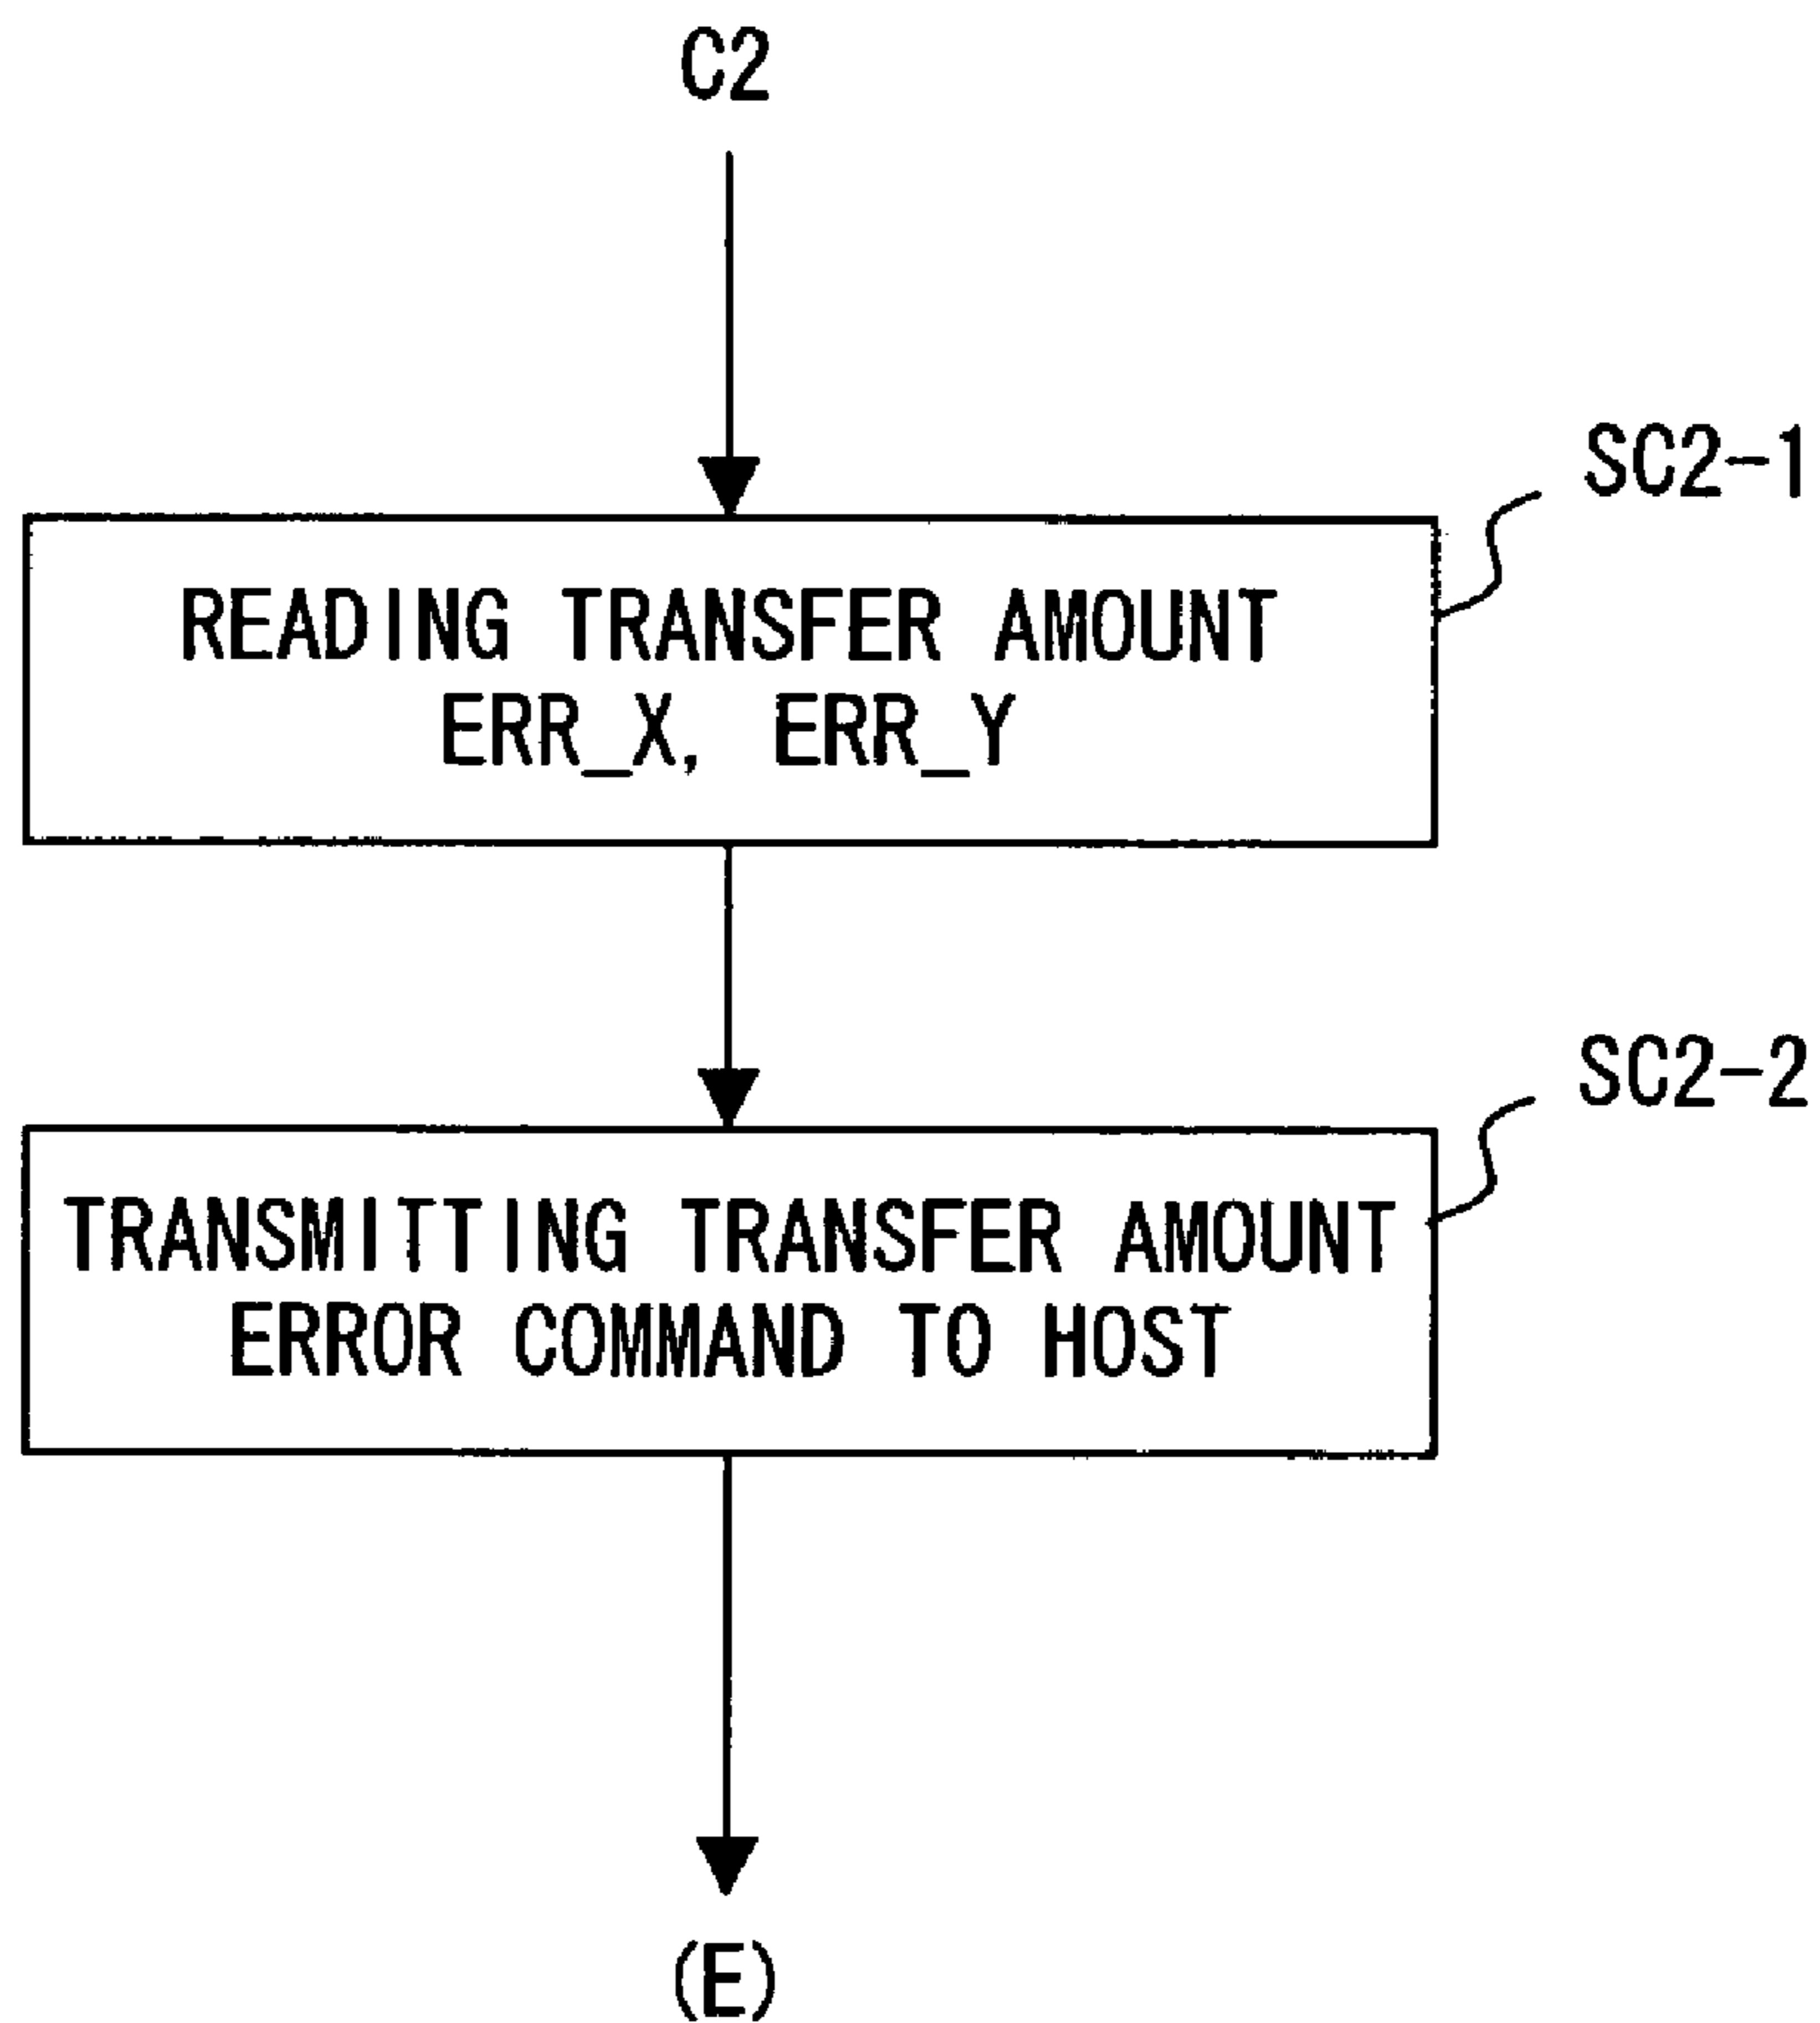 C2
SC2-1
READING TRANSFER AMOUNT
ERR_X, ERR_Y
SC2-2
TRANSMITTING TRANSFER AMOUNT
ERROR COMMAND TO HOST
(E)